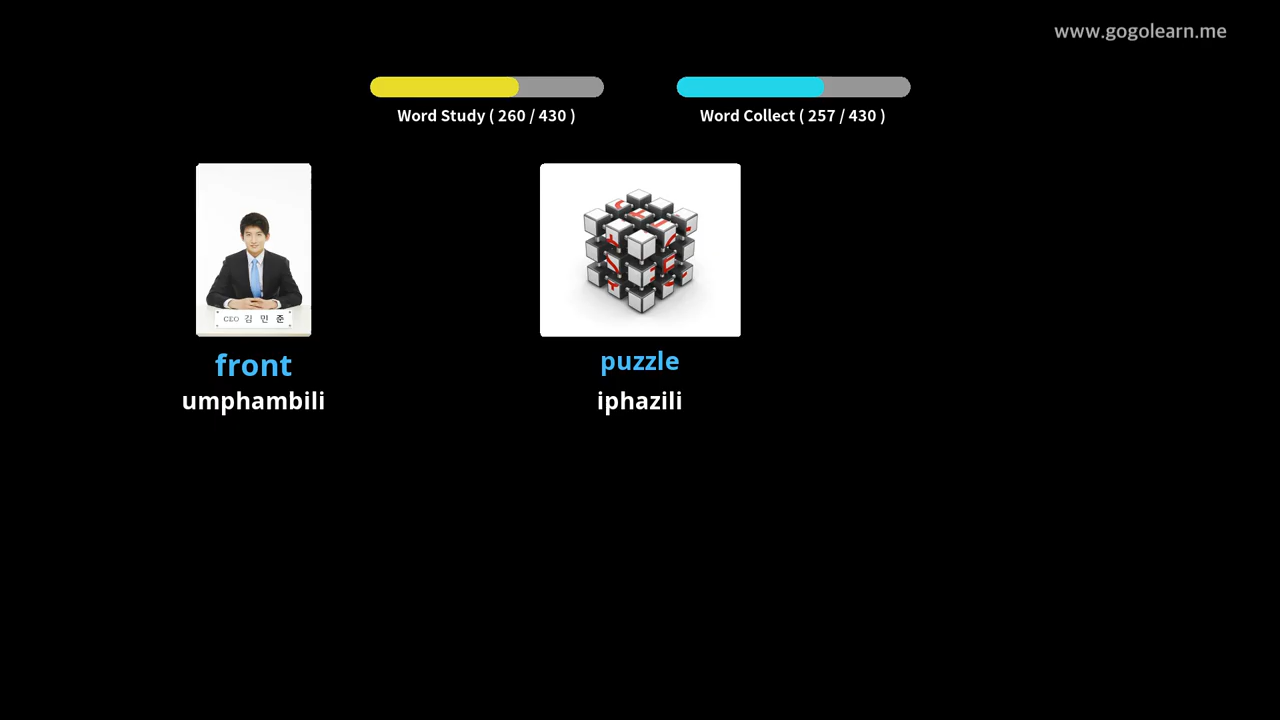 www.gogolearn.me
Word Study ( 260 / 430 )
Word Collect ( 257 / 430 )
CEO 김 민 준
front
umphambili
puzzle
iphazili